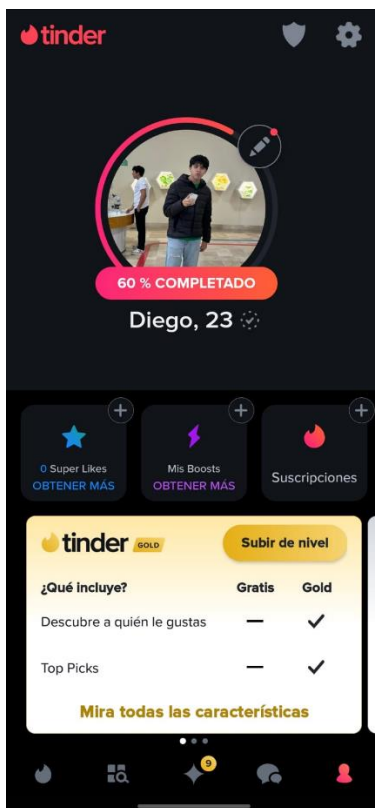 tinder
60 % COMPLETADO
Diego, 23
0 Super Likes
OBTENER MÁS
Mis Boosts
OBTENER MÁS
Suscripciones
tinder GOLD
Subir de nivel
¿Qué incluye? Gratis Gold
Descubre a quién le gustas
Top Picks
Mira todas las características
9